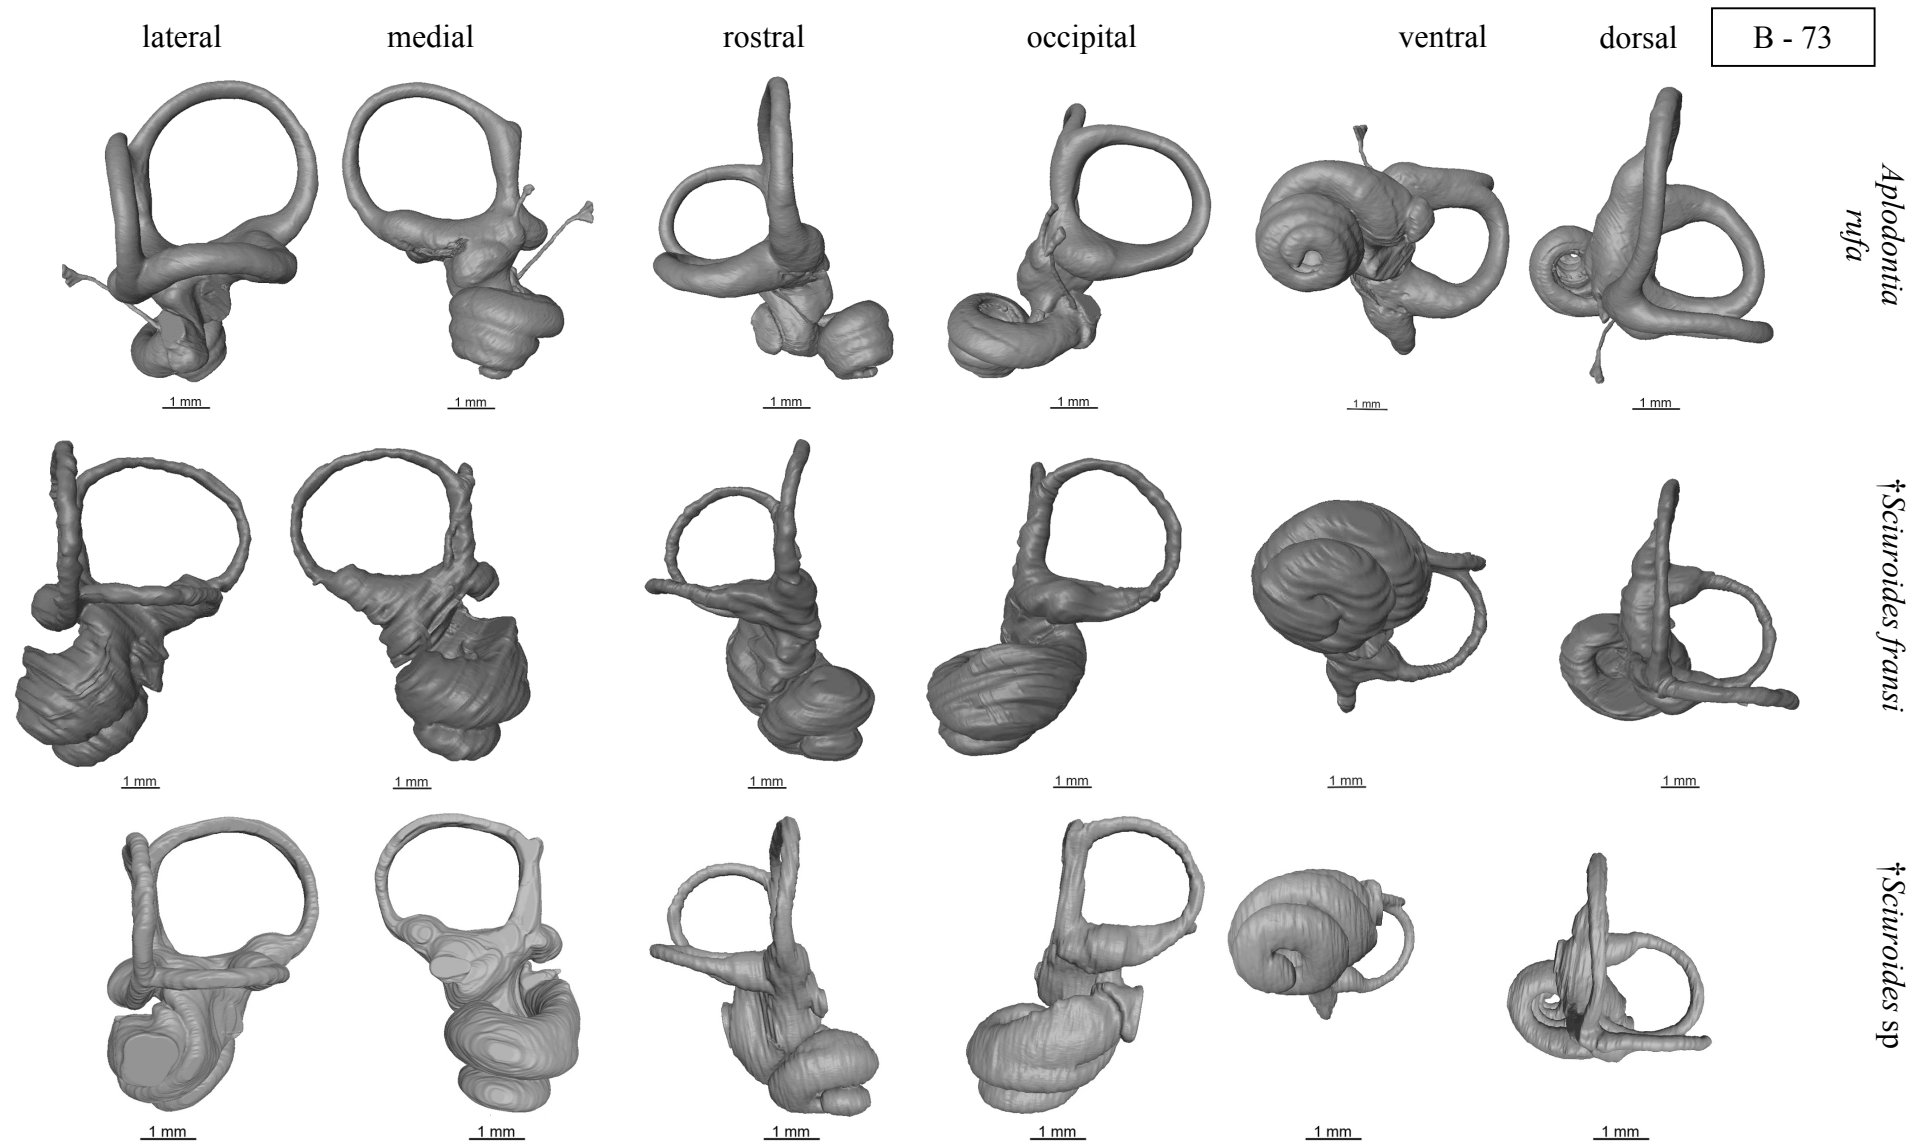 lateral medial rostral occipital ventral dorsal B - 73
Aplodontia
rufa
1 mm 1 mm 1 mm 1 mm 1 mm 1 mm
†Sciuroides fransi
1 mm 1 mm 1 mm 1 mm 1 mm 1 mm
†Sciuroides sp
1 mm 1 mm 1 mm 1 mm 1 mm 1 mm